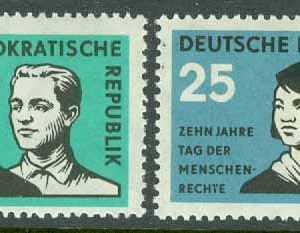 OKRATISCHE
REPUBLIK
DEUTSCHE
25
ZEHN JAHRE
TAG DER
MENSCHEN-
RECHTE